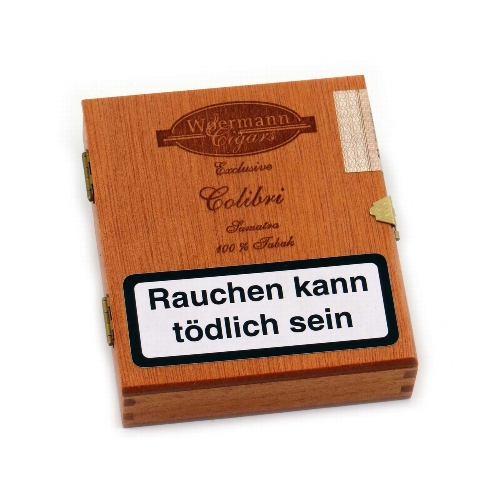 Woermann
Cigars
Exclusive
Colibri
Sumatra
100 % Tabak
Rauchen kann
tödlich sein